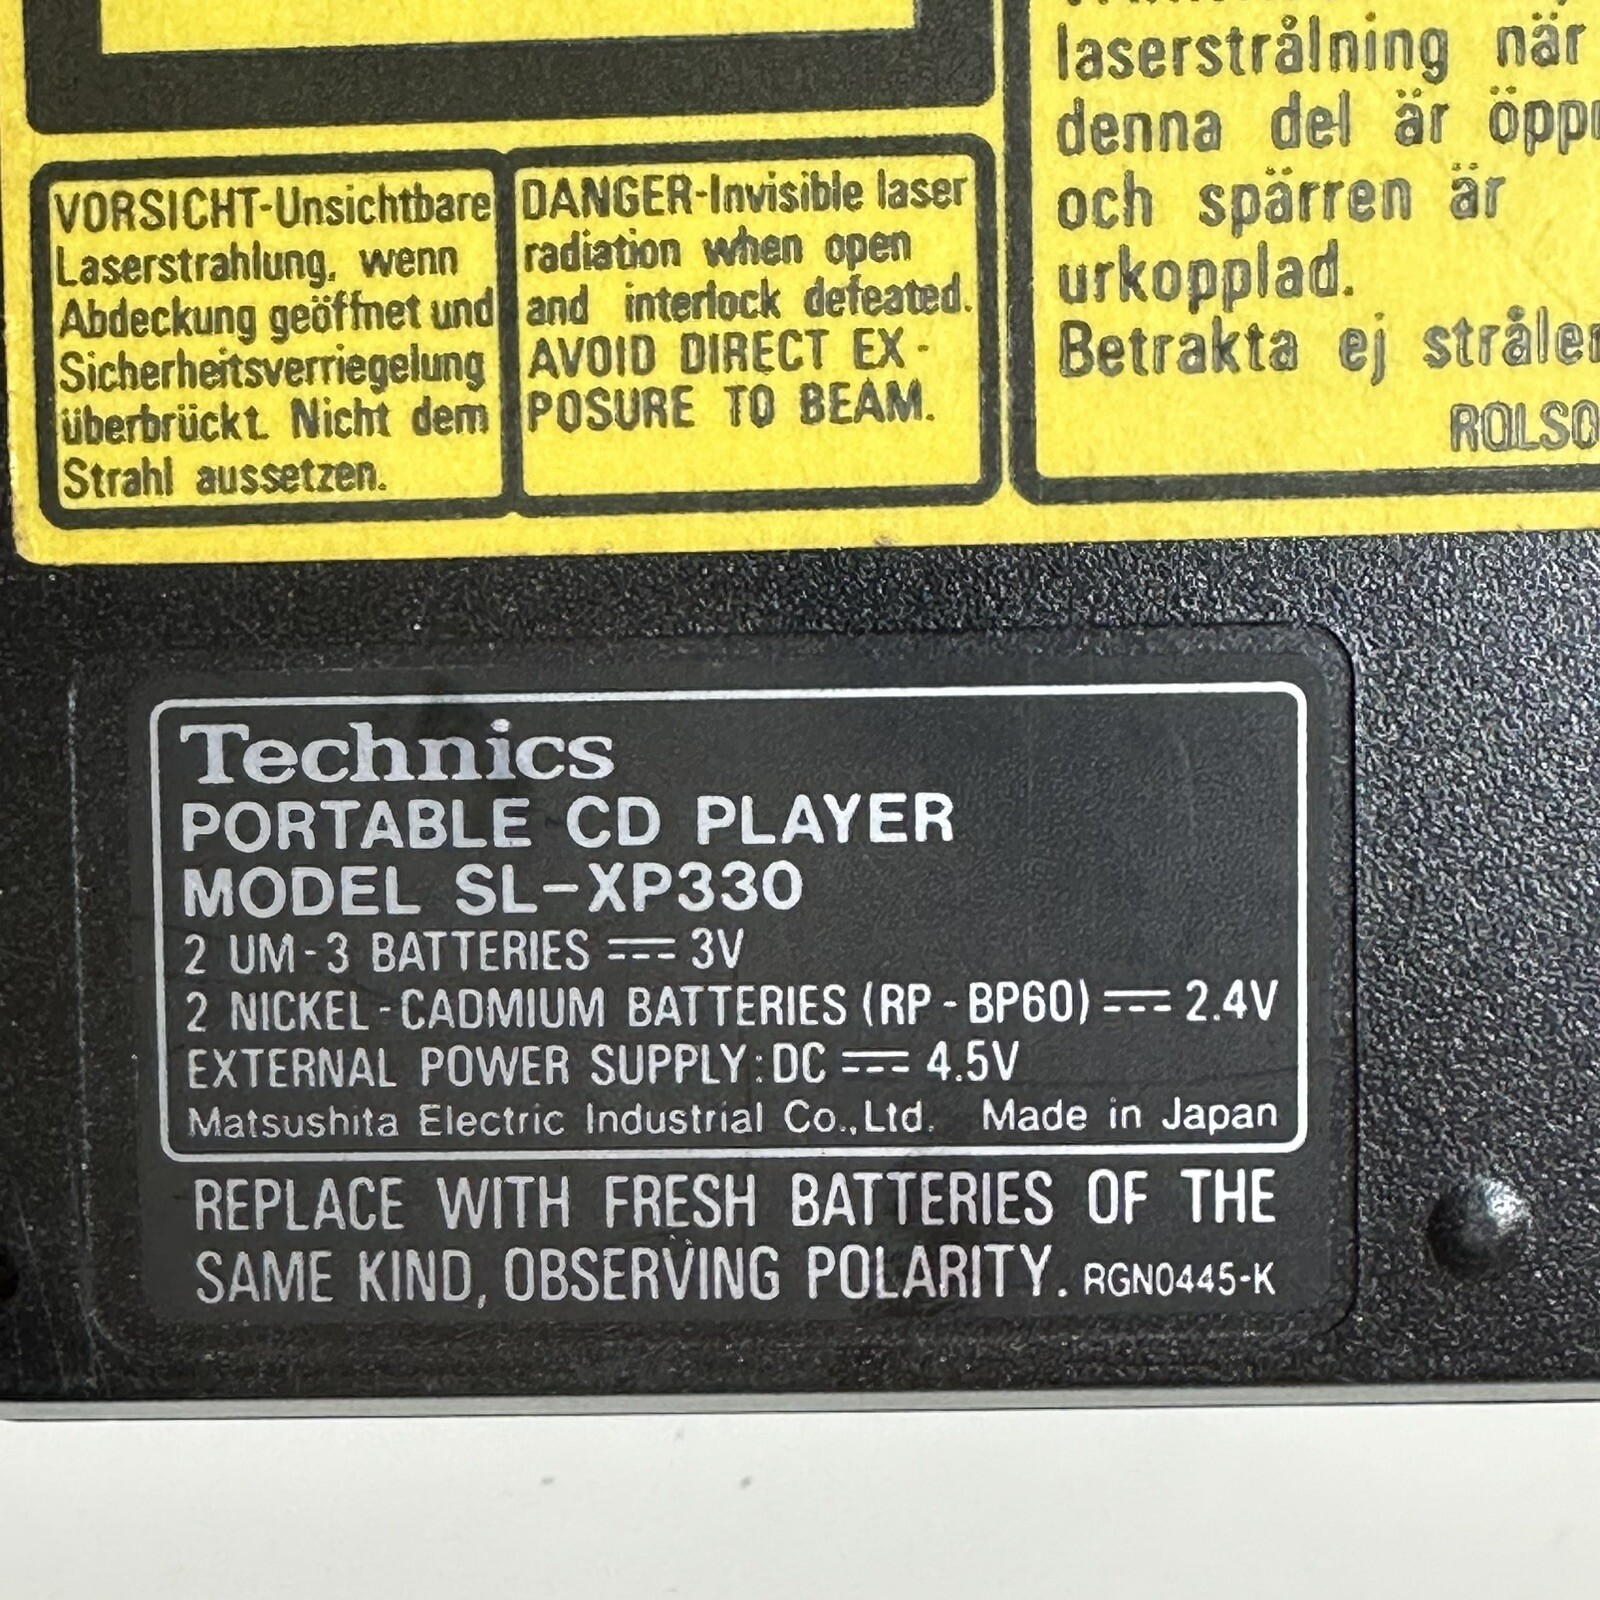 VORSICHT-Unsichtbare
Laserstrahlung, wenn
Abdeckung geöffnet und
Sicherheitsverriegelung
überbrückt. Nicht dem
Strahl aussetzen.
DANGER-Invisible laser
radiation when open
and interlock defeated.
AVOID DIRECT EX-
POSURE TO BEAM.
laserstrålning när
denna del är
och spärren är
urkopplad.
Betrakta ej
Technics
PORTABLE CD PLAYER
MODEL SL-XP330
2 UM-3 BATTERIES ⎓ 3V
2 NICKEL-CADMIUM BATTERIES (RP-BP60) ⎓ 2.4V
EXTERNAL POWER SUPPLY: DC ⎓ 4.5V
Matsushita Electric Industrial Co.,Ltd. Made in Japan
REPLACE WITH FRESH BATTERIES OF THE
SAME KIND, OBSERVING POLARITY. RGN0445-K